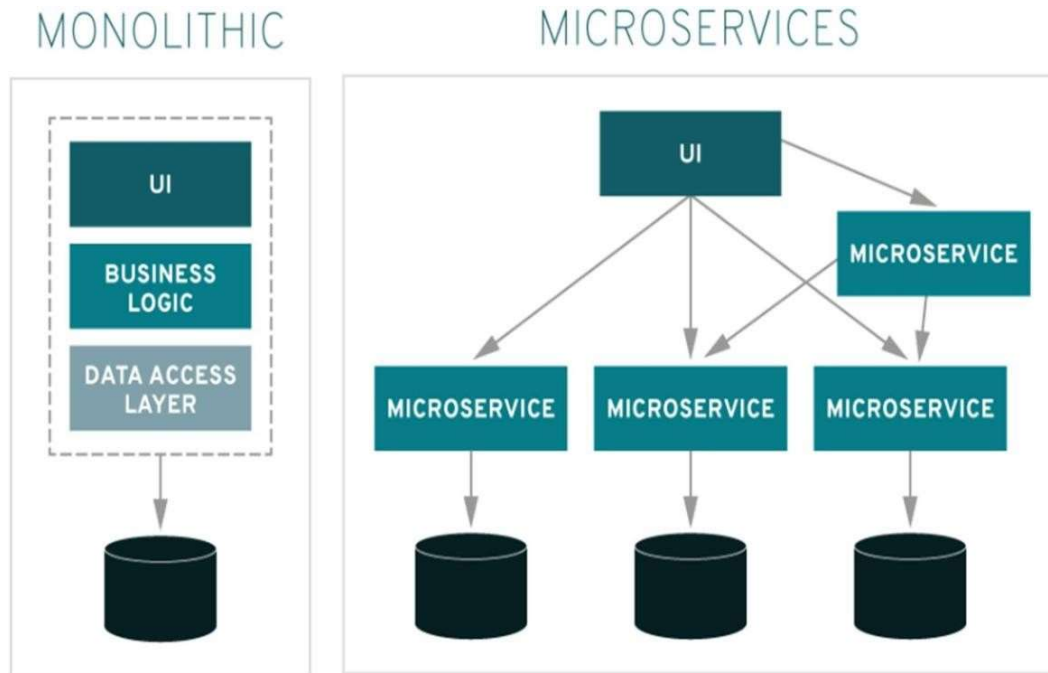 MONOLITHIC
MICROSERVICES
UI
BUSINESS
LOGIC
DATA ACCESS
LAYER
UI
MICROSERVICE
MICROSERVICE
MICROSERVICE
MICROSERVICE